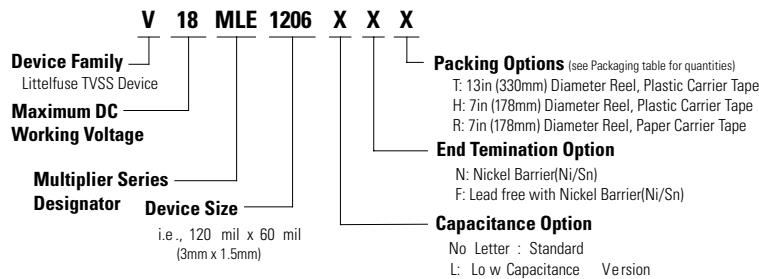 V 18 MLE 1206 X X X
Device Family
Littelfuse TVSS Device
Maximum DC
Working Voltage
Multiplier Series
Designator
Device Size
i.e., 120 mil x 60 mil
(3mm x 1.5mm)
Packing Options (see Packaging table for quantities)
T: 13in (330mm) Diameter Reel, Plastic Carrier Tape
H: 7in (178mm) Diameter Reel, Plastic Carrier Tape
R: 7in (178mm) Diameter Reel, Paper Carrier Tape
End Temination Option
N: Nickel Barrier(Ni/Sn)
F: Lead free with Nickel Barrier(Ni/Sn)
Capacitance Option
No Letter : Standard
L: Lo w Capacitance Ve rsion